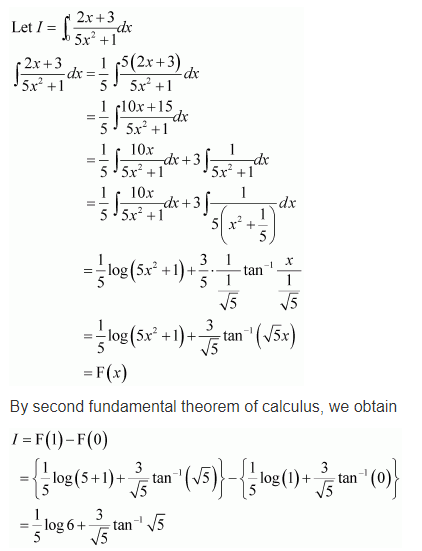 Let I = ∫₀¹ (2x+3)/(5x²+1) dx
∫ (2x+3)/(5x²+1) dx = 1/5 ∫ 5(2x+3)/(5x²+1) dx
= 1/5 ∫ (10x+15)/(5x²+1) dx
= 1/5 ∫ 10x/(5x²+1) dx + 3 ∫ 1/(5x²+1) dx
= 1/5 ∫ 10x/(5x²+1) dx + 3 ∫ 1/(5(x²+1/5)) dx
= 1/5 log(5x²+1) + 3/5 · 1/(1/√5) tan⁻¹ x/(1/√5)
= 1/5 log(5x²+1) + 3/√5 tan⁻¹(√5x)
= F(x)
By second fundamental theorem of calculus, we obtain
I = F(1) − F(0)
= {1/5 log(5+1) + 3/√5 tan⁻¹(√5)} − {1/5 log(1) + 3/√5 tan⁻¹(0)}
= 1/5 log 6 + 3/√5 tan⁻¹ √5